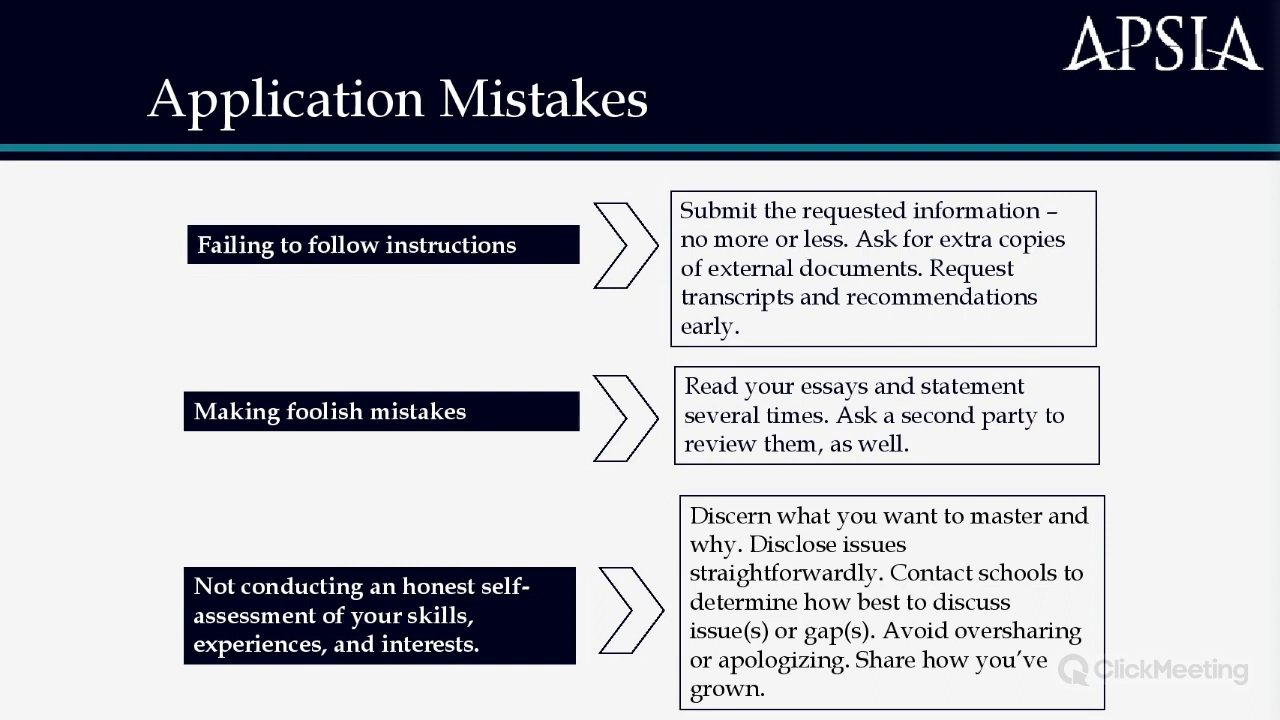 APSIA
Application Mistakes
Failing to follow instructions
Submit the requested information –
no more or less. Ask for extra copies
of external documents. Request
transcripts and recommendations
early.
Making foolish mistakes
Read your essays and statement
several times. Ask a second party to
review them, as well.
Not conducting an honest self-
assessment of your skills,
experiences, and interests.
Discern what you want to master and
why. Disclose issues
straightforwardly. Contact schools to
determine how best to discuss
issue(s) or gap(s). Avoid oversharing
or apologizing. Share how you’ve
grown.
ClickMeeting